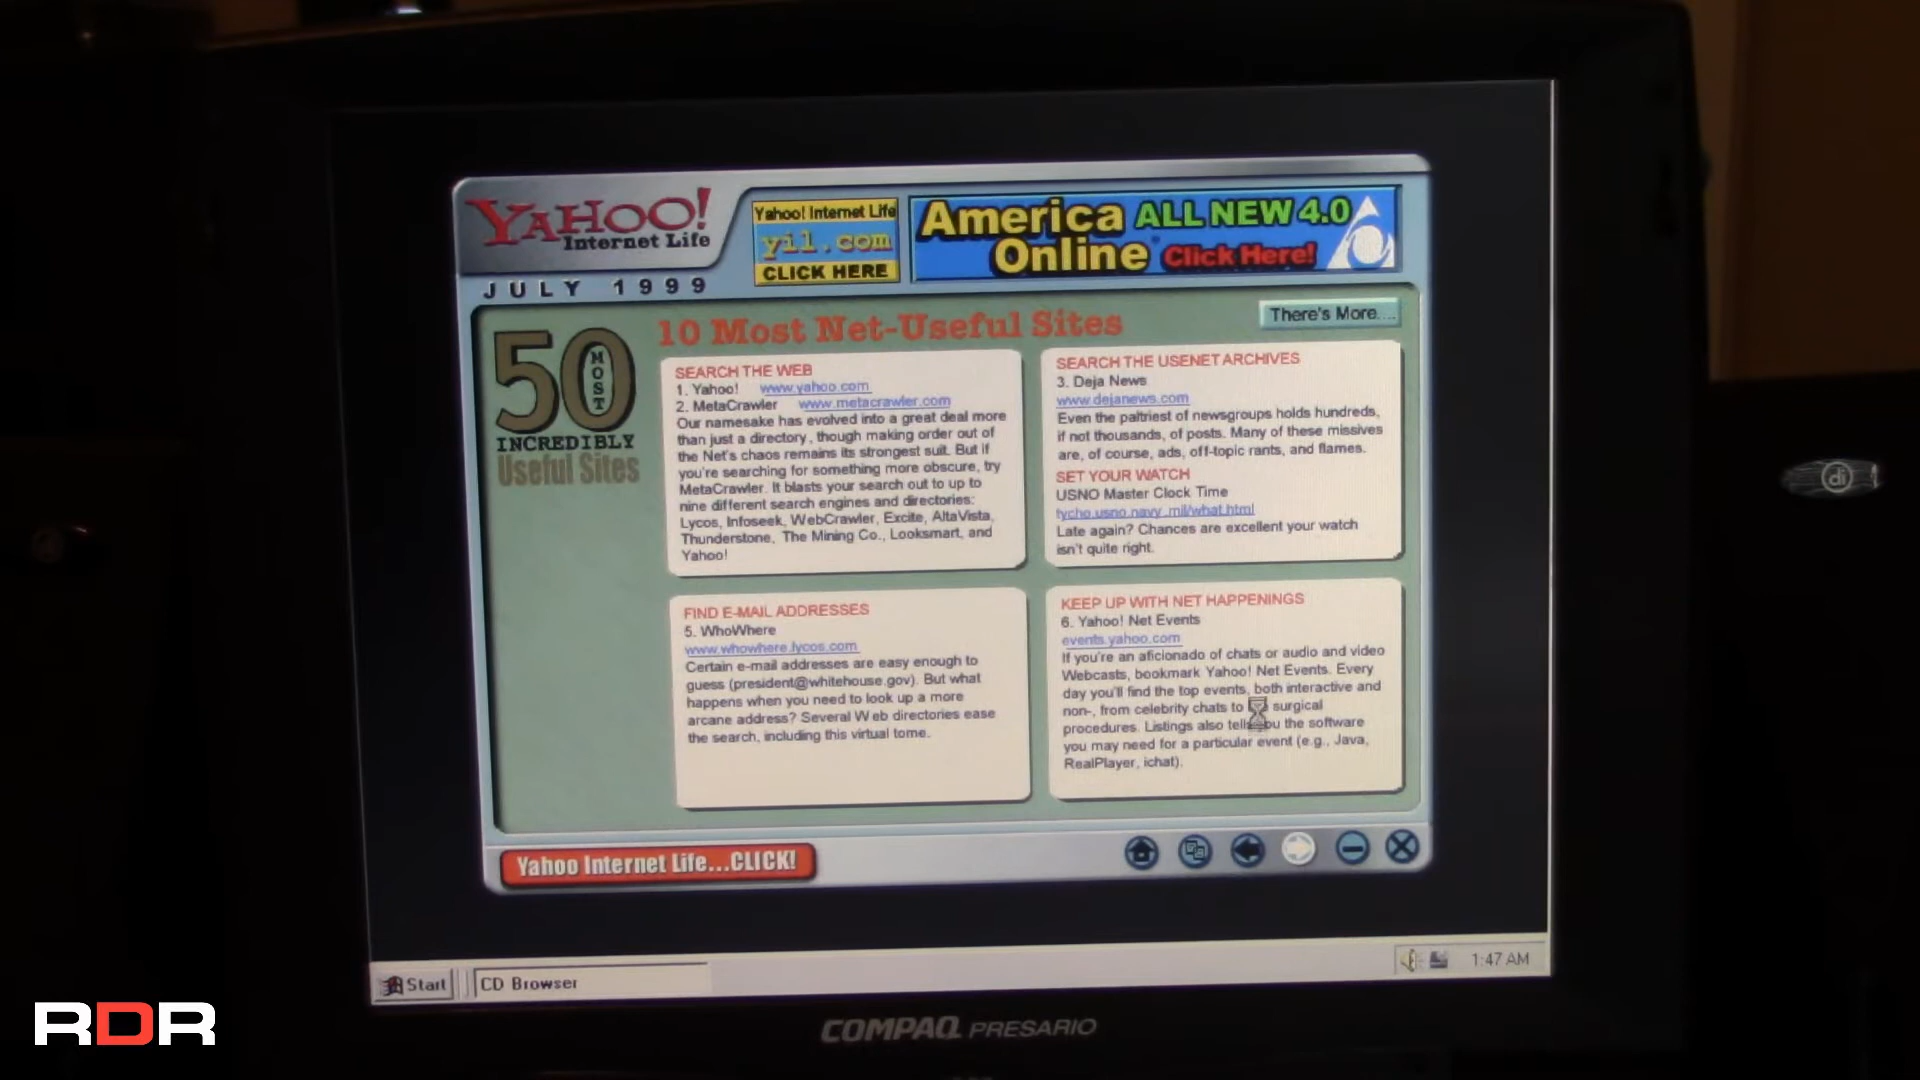 YAHOO!
Internet Life
JULY 1999
Yahoo! Internet Life
yil.com
CLICK HERE
America ALL NEW 4.0
Online Click Here!
50
MOST
INCREDIBLY
Useful Sites
10 Most Net-Useful Sites
There's More....
SEARCH THE WEB
1. Yahoo! www.yahoo.com
2. MetaCrawler www.metacrawler.com
Our namesake has evolved into a great deal more
than just a directory, though making order out of
the Net's chaos remains its strongest suit. But if
you're searching for something more obscure, try
MetaCrawler. It blasts your search out to up to
nine different search engines and directories:
Lycos, Infoseek, WebCrawler, Excite, AltaVista,
Thunderstone, The Mining Co., Looksmart, and
Yahoo!
SEARCH THE USENET ARCHIVES
3. Deja News
www.dejanews.com
Even the paltriest of newsgroups holds hundreds,
if not thousands, of posts. Many of these missives
are, of course, ads, off-topic rants, and flames.
SET YOUR WATCH
USNO Master Clock Time
tycho.usno.navy.mil/what.html
Late again? Chances are excellent your watch
isn't quite right.
FIND E-MAIL ADDRESSES
5. WhoWhere
www.whowhere.lycos.com
Certain e-mail addresses are easy enough to
guess (president@whitehouse.gov). But what
happens when you need to look up a more
arcane address? Several Web directories ease
the search, including this virtual tome.
KEEP UP WITH NET HAPPENINGS
6. Yahoo! Net Events
events.yahoo.com
If you're an aficionado of chats or audio and video
Webcasts, bookmark Yahoo! Net Events. Every
day you'll find the top events, both interactive and
non-, from celebrity chats to surgical
procedures. Listings also tell you the software
you may need for a particular event (e.g., Java,
RealPlayer, ichat).
Yahoo Internet Life...CLICK!
Start
CD Browser
1:47 AM
COMPAQ PRESARIO
di
RDR